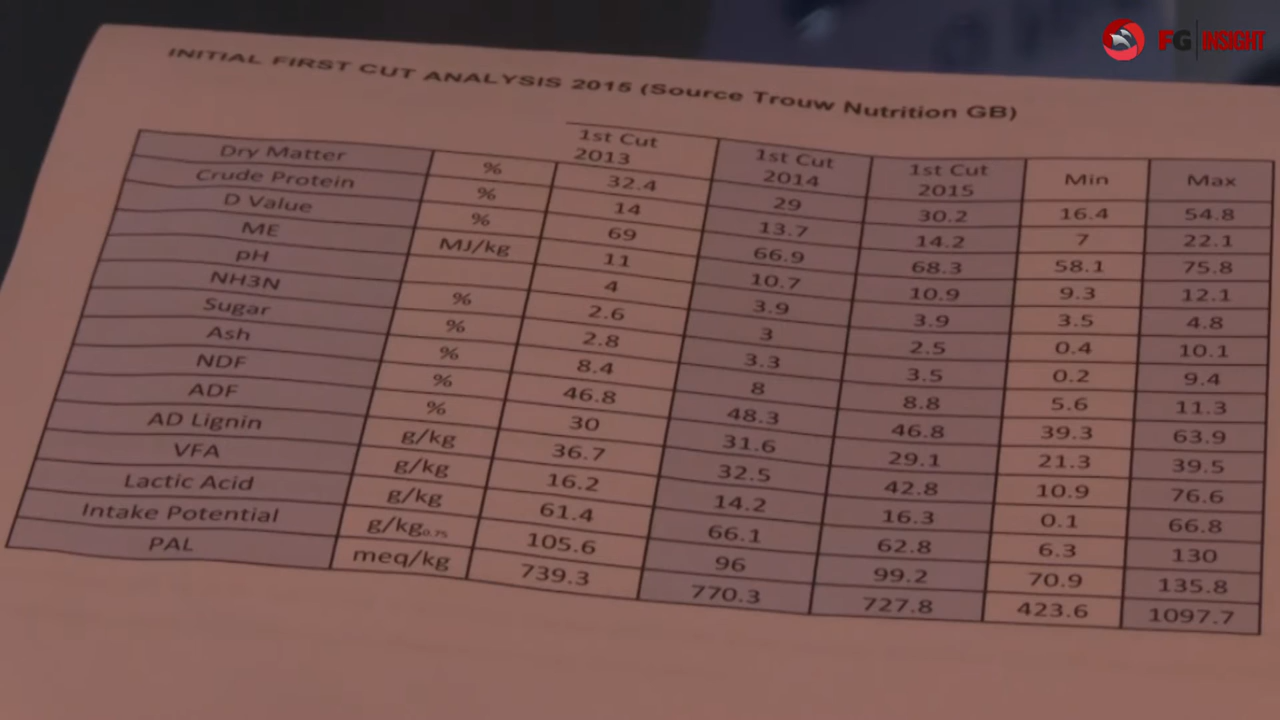 FG INSIGHT
INITIAL FIRST CUT ANALYSIS 2015 (Source Trouw Nutrition GB)
1st Cut 2013 1st Cut 2014 1st Cut 2015 Min Max
Dry Matter % 32.4 29 30.2 16.4 54.8
Crude Protein % 14 13.7 14.2 7 22.1
D Value % 69 66.9 68.3 58.1 75.8
ME MJ/kg 11 10.7 10.9 9.3 12.1
pH 4 3.9 3.9 3.5 4.8
NH3N % 2.6 3 2.5 0.4 10.1
Sugar % 2.8 3.3 3.5 0.2 9.4
Ash % 8.4 8 8.8 5.6 11.3
NDF % 46.8 48.3 46.8 39.3 63.9
ADF % 30 31.6 29.1 21.3 39.5
AD Lignin g/kg 36.7 32.5 42.8 10.9 76.6
VFA g/kg 16.2 14.2 16.3 0.1 66.8
Lactic Acid g/kg 61.4 66.1 62.8 6.3 130
Intake Potential g/kg0.75 105.6 96 99.2 70.9 135.8
PAL meq/kg 739.3 770.3 727.8 423.6 1097.7